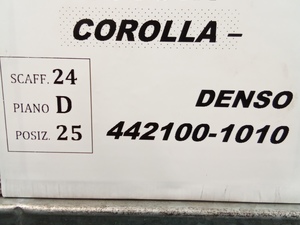 COROLLA –
SCAFF. 24
PIANO D
POSIZ. 25
DENSO
442100-1010